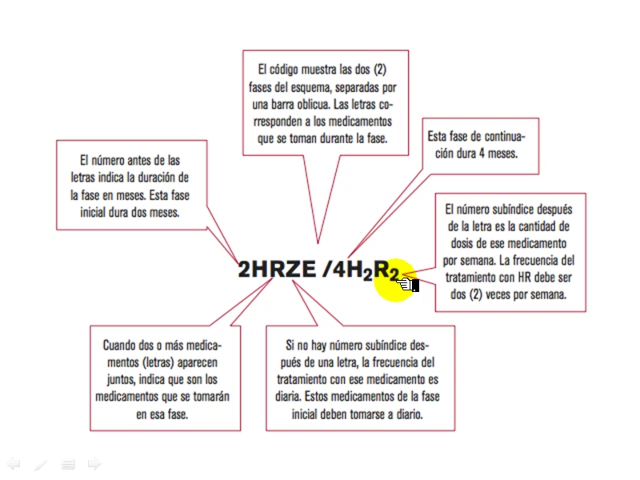 El código muestra las dos (2)
fases del esquema, separadas por
una barra oblicua. Las letras co-
rresponden a los medicamentos
que se toman durante la fase.
Esta fase de continua-
ción dura 4 meses.
El número antes de las
letras indica la duración de
la fase en meses. Esta fase
inicial dura dos meses.
El número subíndice después
de la letra es la cantidad de
dosis de ese medicamento
por semana. La frecuencia del
tratamiento con HR debe ser
dos (2) veces por semana.
2HRZE /4H₂R₂
Cuando dos o más medica-
mentos (letras) aparecen
juntos, indica que son los
medicamentos que se tomarán
en esa fase.
Si no hay número subíndice des-
pués de una letra, la frecuencia del
tratamiento con ese medicamento es
diaria. Estos medicamentos de la fase
inicial deben tomarse a diario.